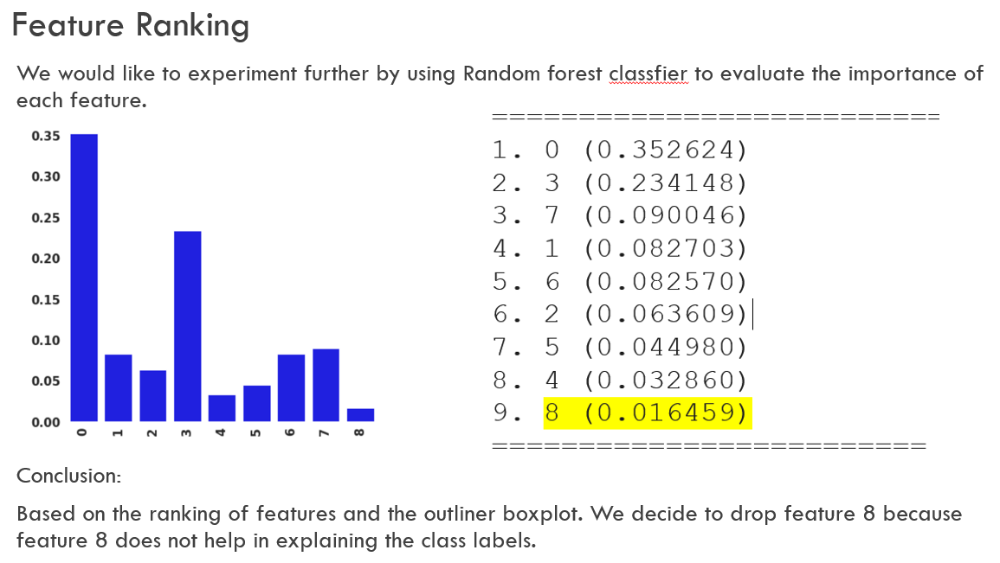 Feature Ranking
We would like to experiment further by using Random forest classfier to evaluate the importance of
each feature.
==========================
1. 0 (0.352624)
2. 3 (0.234148)
3. 7 (0.090046)
4. 1 (0.082703)
5. 6 (0.082570)
6. 2 (0.063609)
7. 5 (0.044980)
8. 4 (0.032860)
9. 8 (0.016459)
=========================
0.35
0.30
0.25
0.20
0.15
0.10
0.05
0.00
0 1 2 3 4 5 6 7 8
Conclusion:
Based on the ranking of features and the outliner boxplot. We decide to drop feature 8 because
feature 8 does not help in explaining the class labels.